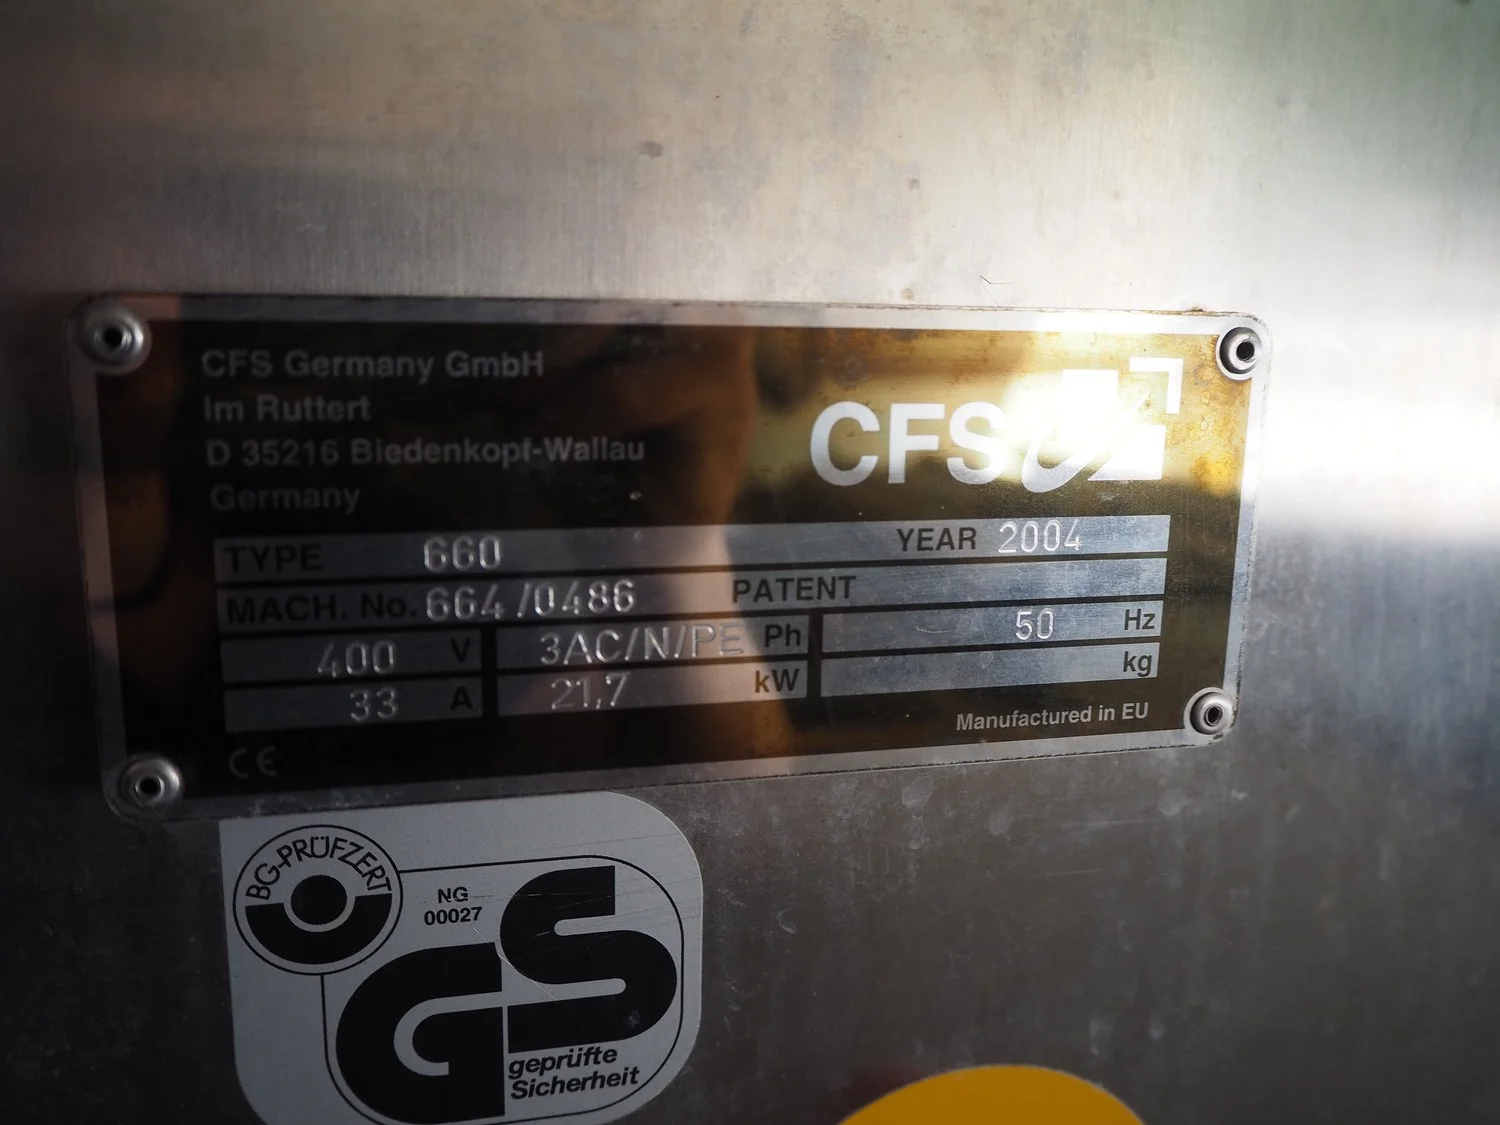 CFS Germany GmbH
Im Ruttert
D 35216 Biedenkopf-Wallau
Germany
CFS
TYPE 660 YEAR 2004
MACH. No. 664/0486 PATENT
400 V 3AC/N/PE Ph 50 Hz
33 A 21,7 kW kg
Manufactured in EU
CE
BG-PRÜFZERT
NG
00027
GS
geprüfte
Sicherheit